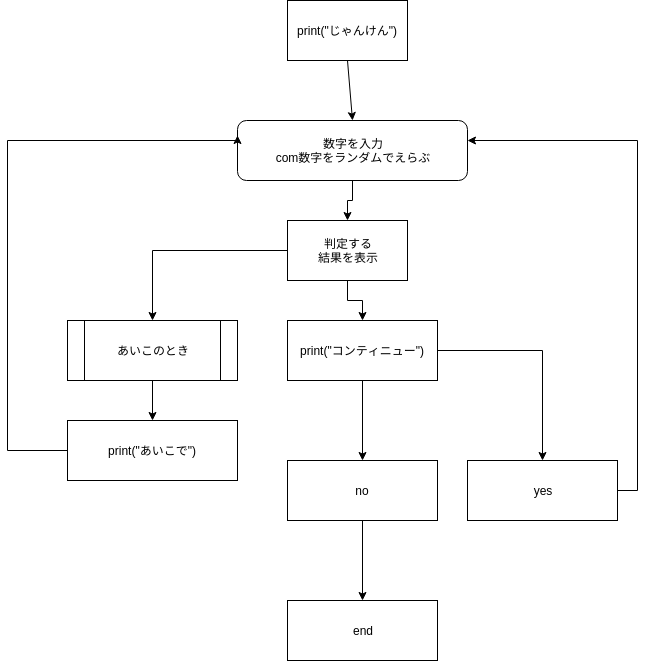 print("じゃんけん")
数字を入力
com数字をランダムでえらぶ
判定する
結果を表示
あいこのとき
print("コンティニュー")
print("あいこで")
no
yes
end